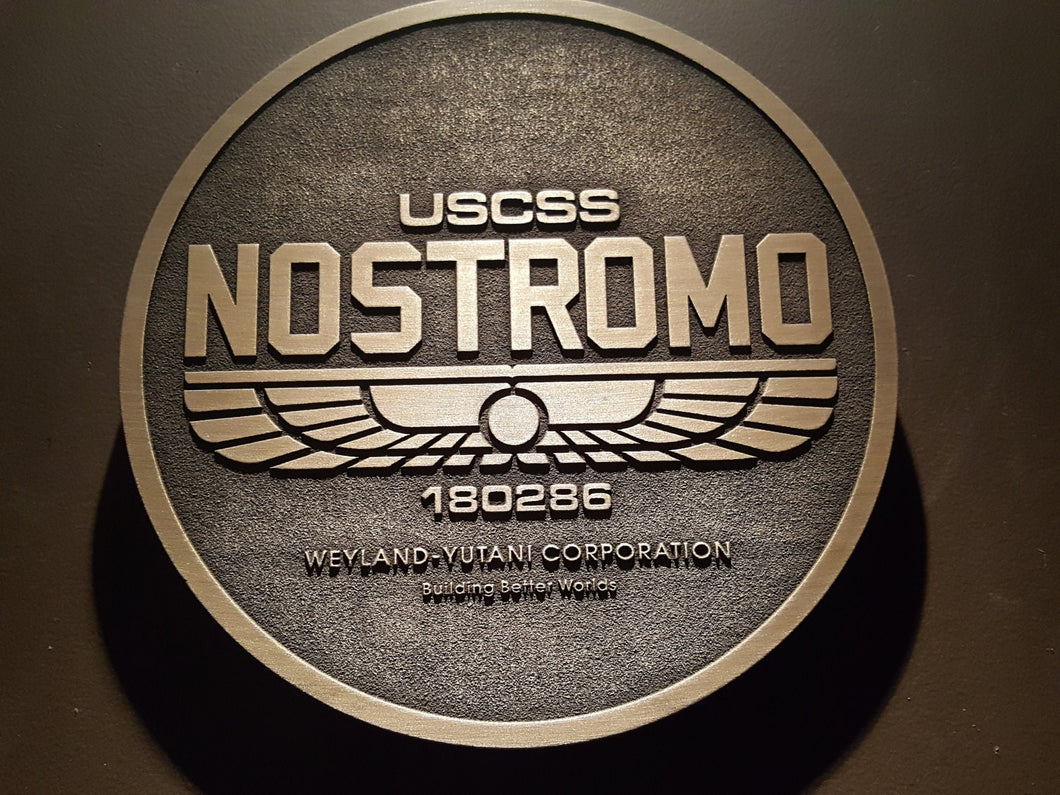 USCSS
NOSTROMO
180286
WEYLAND-YUTANI CORPORATION
Building Better Worlds